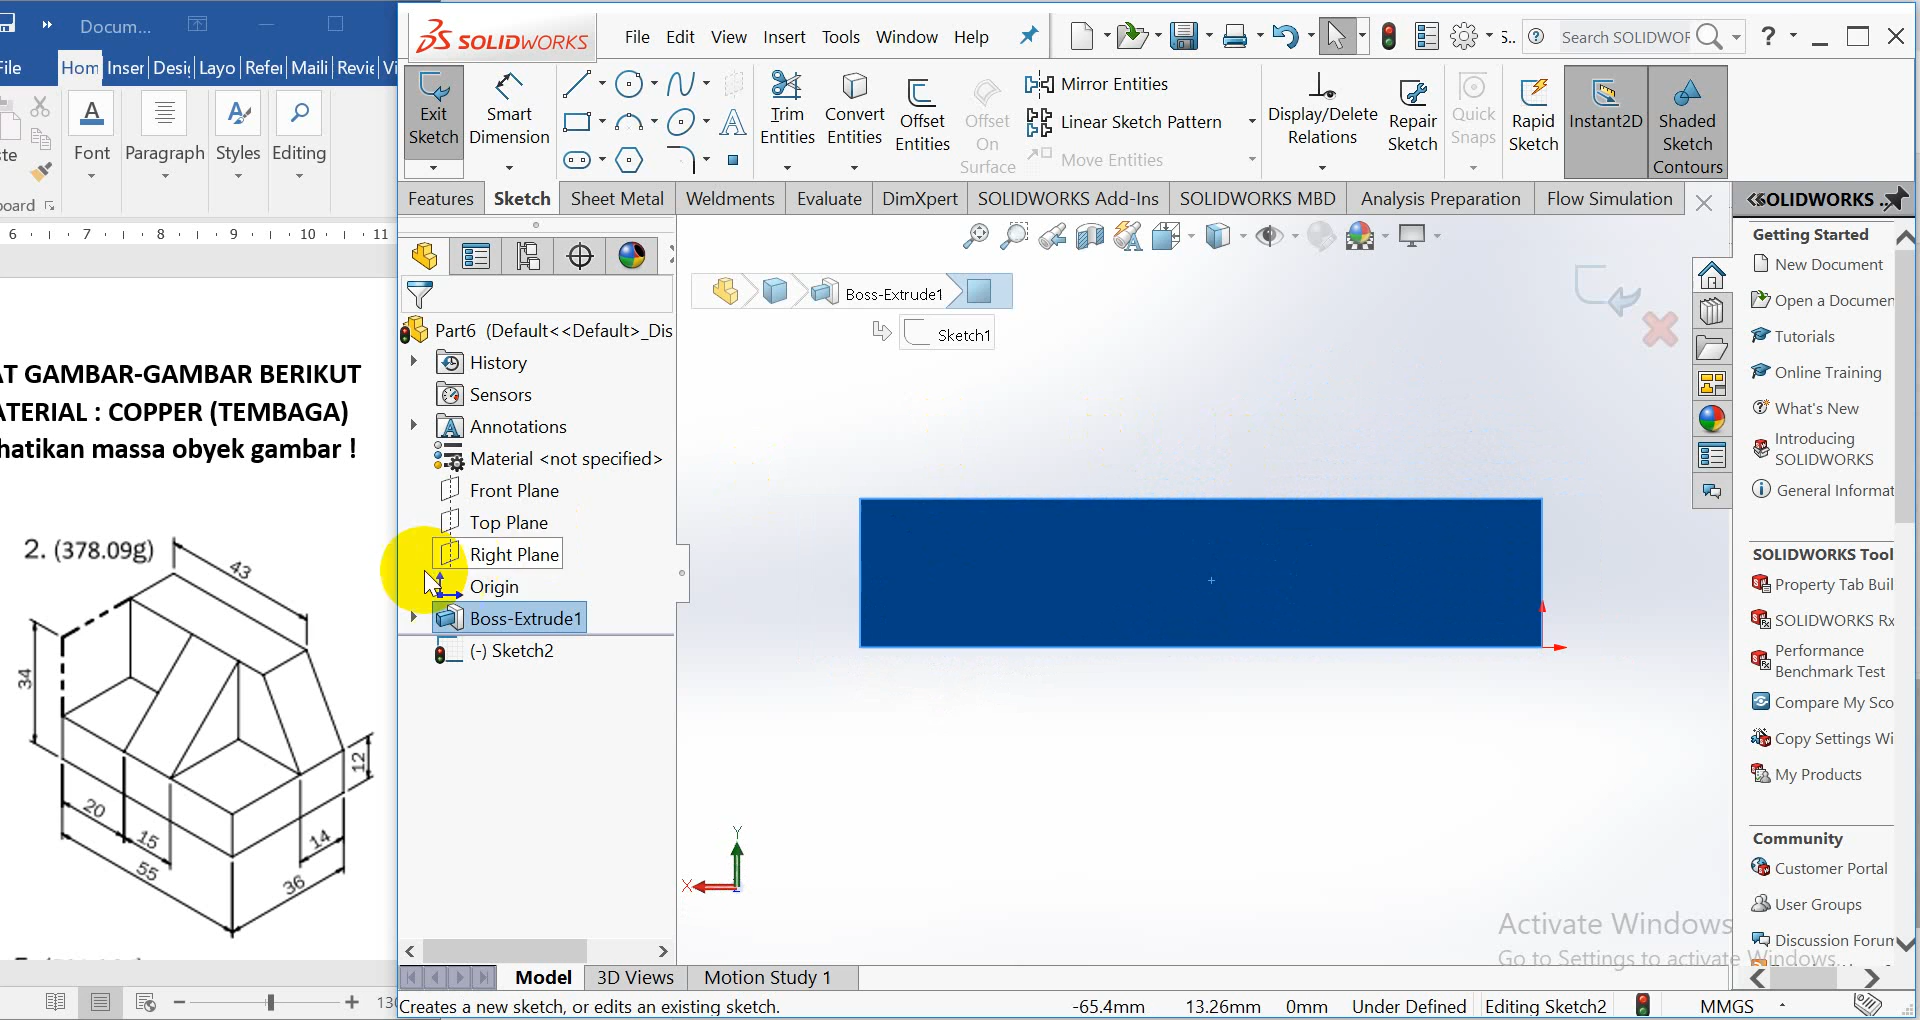 Docum...
File
Hom Inser Desi Layo Refer Maili Revie Vi
Font
Paragraph
Styles
Editing
6 7 8 9 10 11
AT GAMBAR-GAMBAR BERIKUT
ATERIAL : COPPER (TEMBAGA)
hatikan massa obyek gambar !
2. (378.09g)
43
34
12
20
15
55
14
36
SOLIDWORKS
File Edit View Insert Tools Window Help
S..
Search SOLIDWOR
?
Exit Sketch
Smart Dimension
Trim Entities
Convert Entities
Offset Entities
Offset On Surface
Mirror Entities
Linear Sketch Pattern
Move Entities
Display/Delete Relations
Repair Sketch
Quick Snaps
Rapid Sketch
Instant2D
Shaded Sketch Contours
Features Sketch Sheet Metal Weldments Evaluate DimXpert SOLIDWORKS Add-Ins SOLIDWORKS MBD Analysis Preparation Flow Simulation
Part6 (Default<<Default>_Dis
History
Sensors
Annotations
Material <not specified>
Front Plane
Top Plane
Right Plane
Origin
Boss-Extrude1
(-) Sketch2
Boss-Extrude1
Sketch1
Y
X
SOLIDWORKS ..
Getting Started
New Document
Open a Documen
Tutorials
Online Training
What's New
Introducing
SOLIDWORKS
General Informat
SOLIDWORKS Tool
Property Tab Buil
SOLIDWORKS Rx
Performance
Benchmark Test
Compare My Sco
Copy Settings Wi
My Products
Community
Customer Portal
User Groups
Discussion Forum
Activate Windows
Go to Settings to activate Windows.
Model 3D Views Motion Study 1
Creates a new sketch, or edits an existing sketch.
-65.4mm 13.26mm 0mm Under Defined Editing Sketch2 MMGS